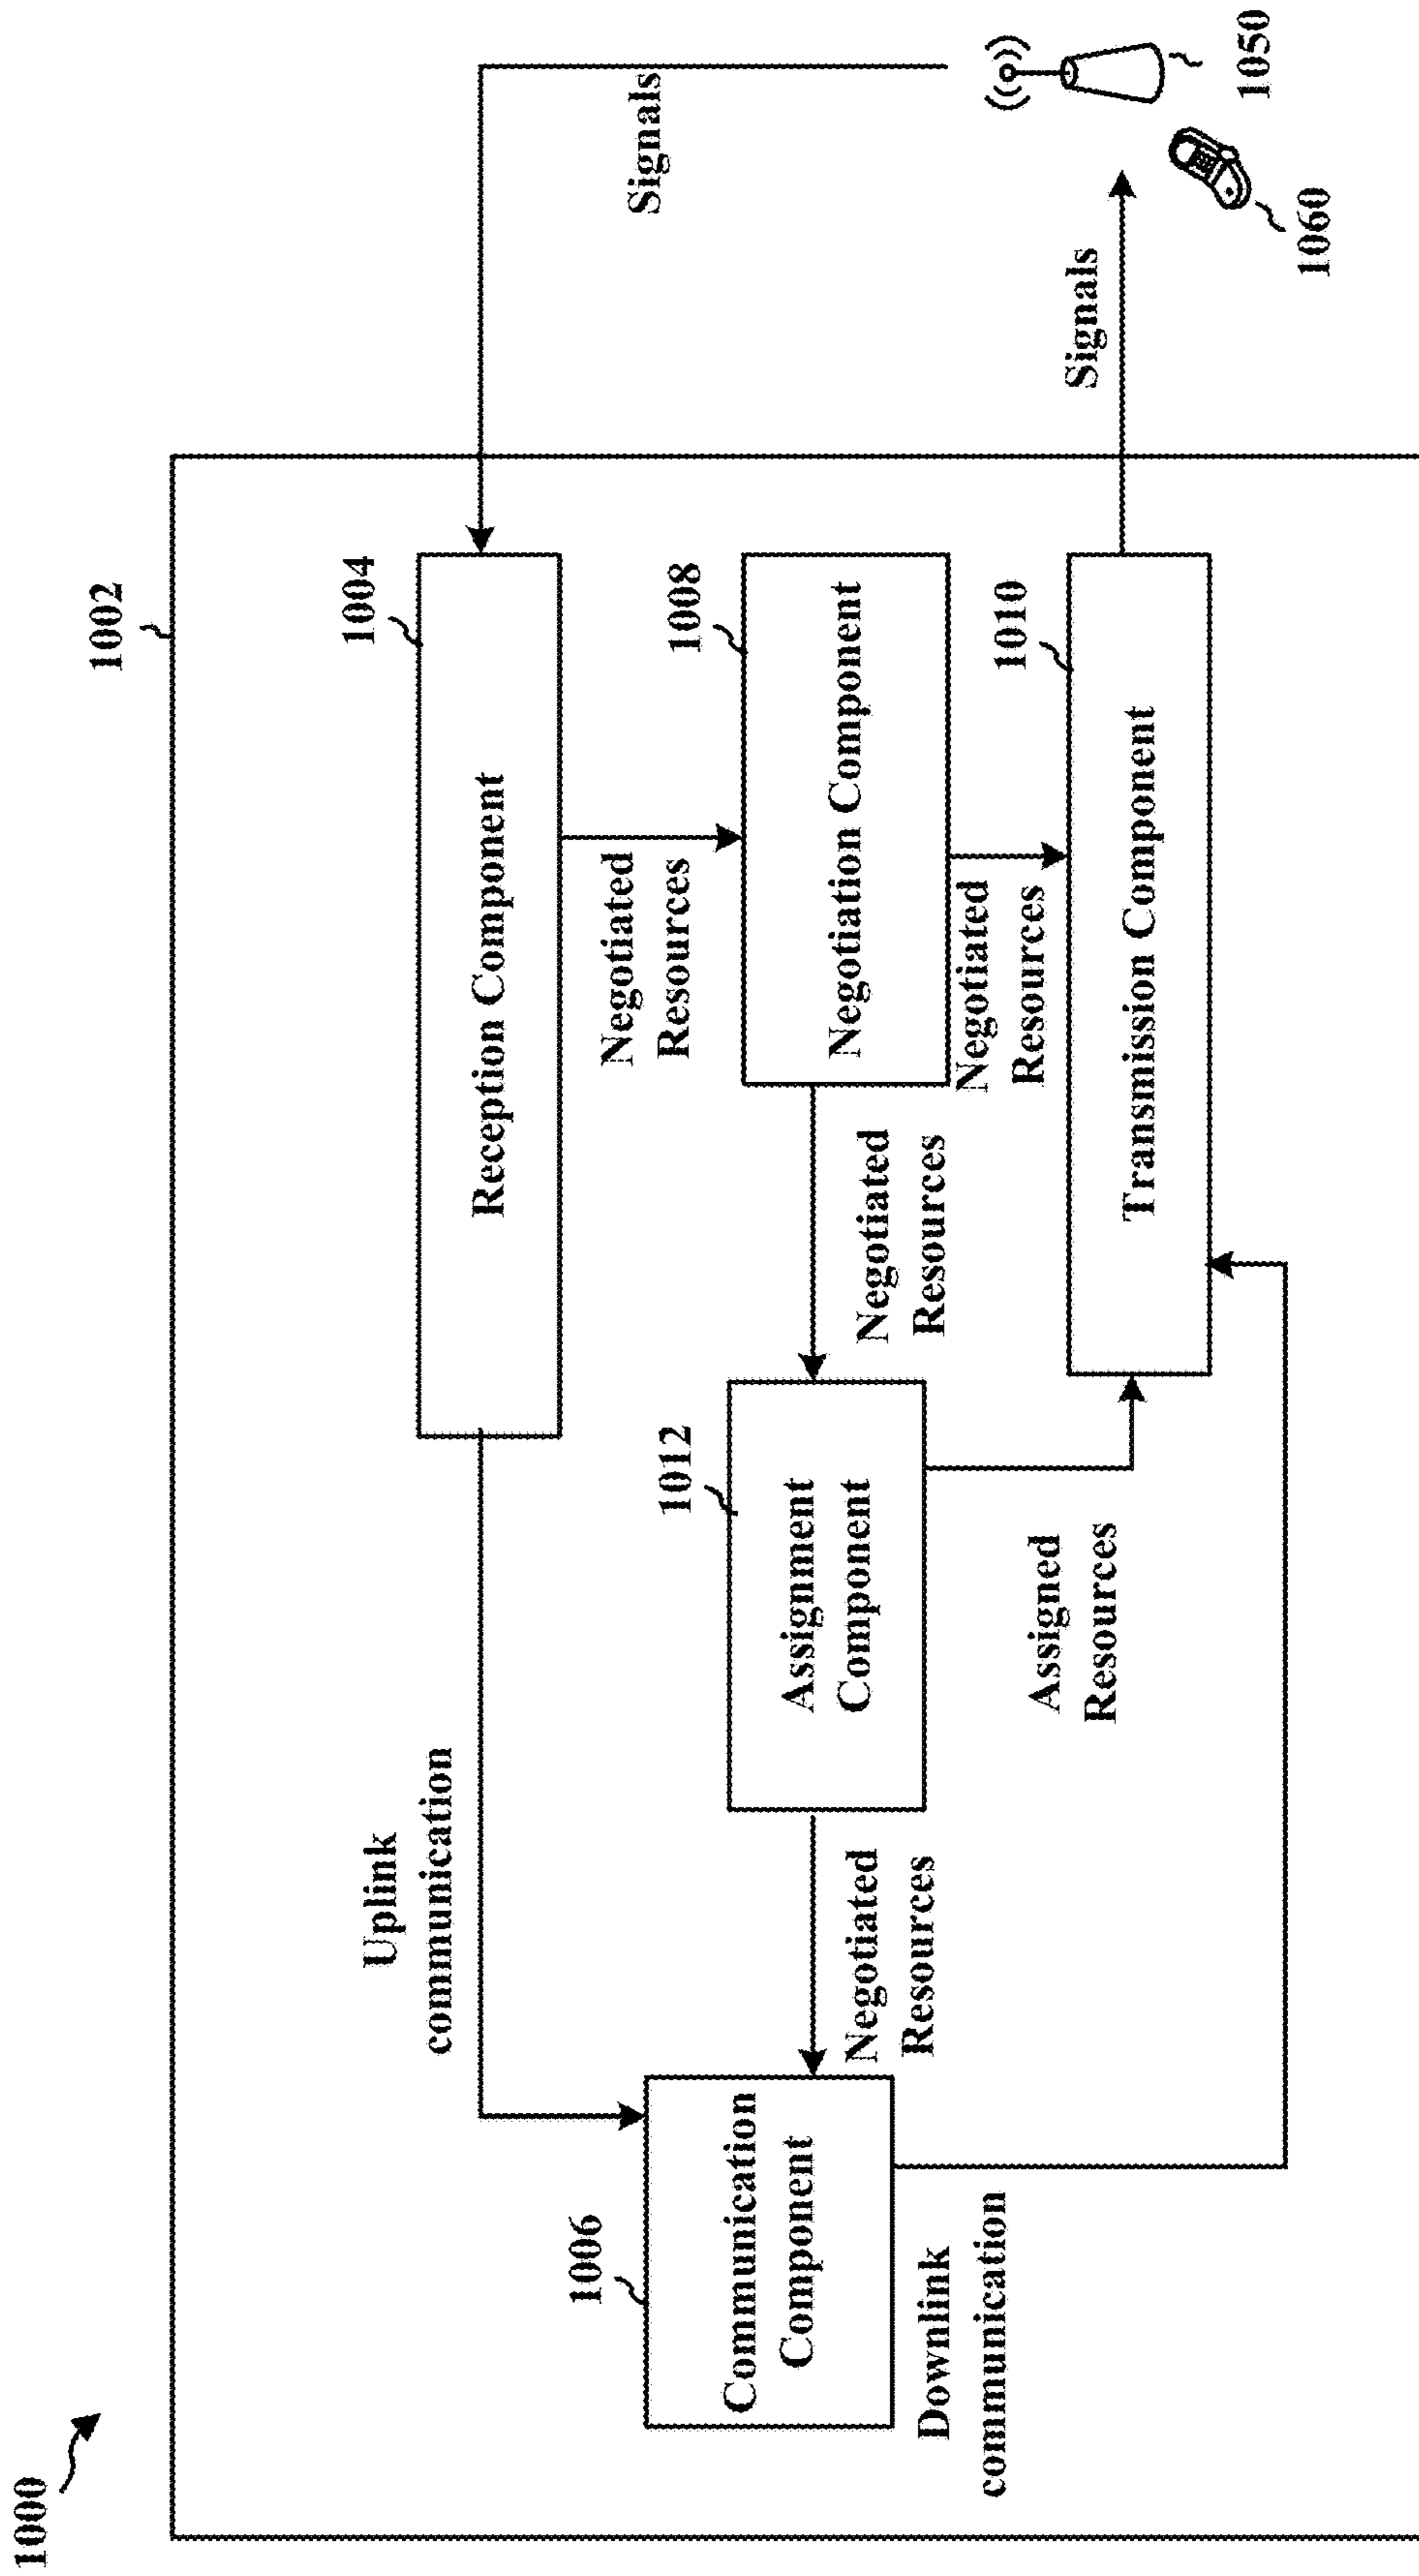 1000
1002
1004
Uplink
communication
Reception Component
Signals
1006
Negotiated
Resources
1012
1008
Communication
Component
Assignment
Component
Negotiation Component
Negotiated
Resources
Negotiated
Resources
Negotiated
Resources
Downlink
communication
Assigned
Resources
1010
Transmission Component
Signals
1050
1060